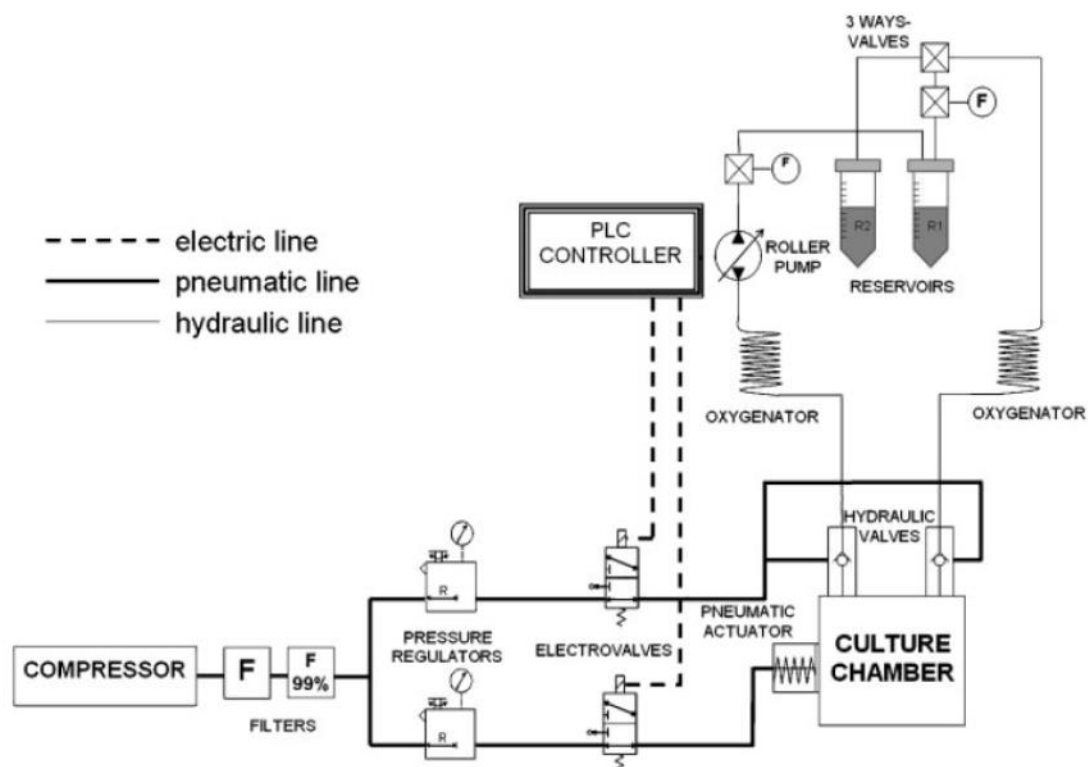 3 WAYS-
VALVES
F
F
PLC
CONTROLLER
ROLLER
PUMP
R2
R1
RESERVOIRS
electric line
pneumatic line
hydraulic line
OXYGENATOR
OXYGENATOR
HYDRAULIC
VALVES
R
PRESSURE
REGULATORS
ELECTROVALVES
PNEUMATIC
ACTUATOR
CULTURE
CHAMBER
COMPRESSOR
F
F
99%
FILTERS
R